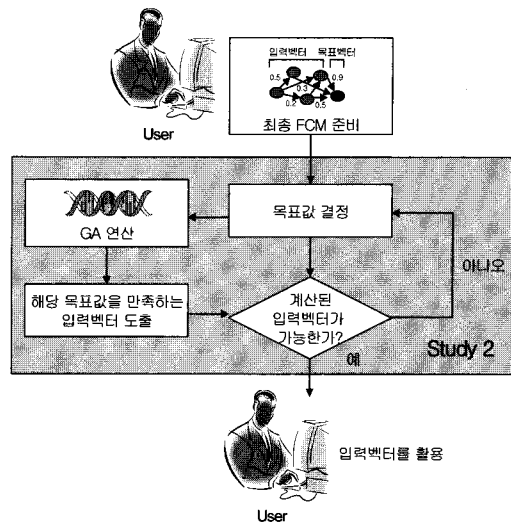 입력벡터 목표벡터
0.5
0.3
0.9
0.2
0.5
User
최종 FCM 준비
목표값 결정
GA 연산
아니오
해당 목표값을 만족하는
입력벡터 도출
계산된
입력벡터가
가능한가?
예
Study 2
입력벡터를 활용
User